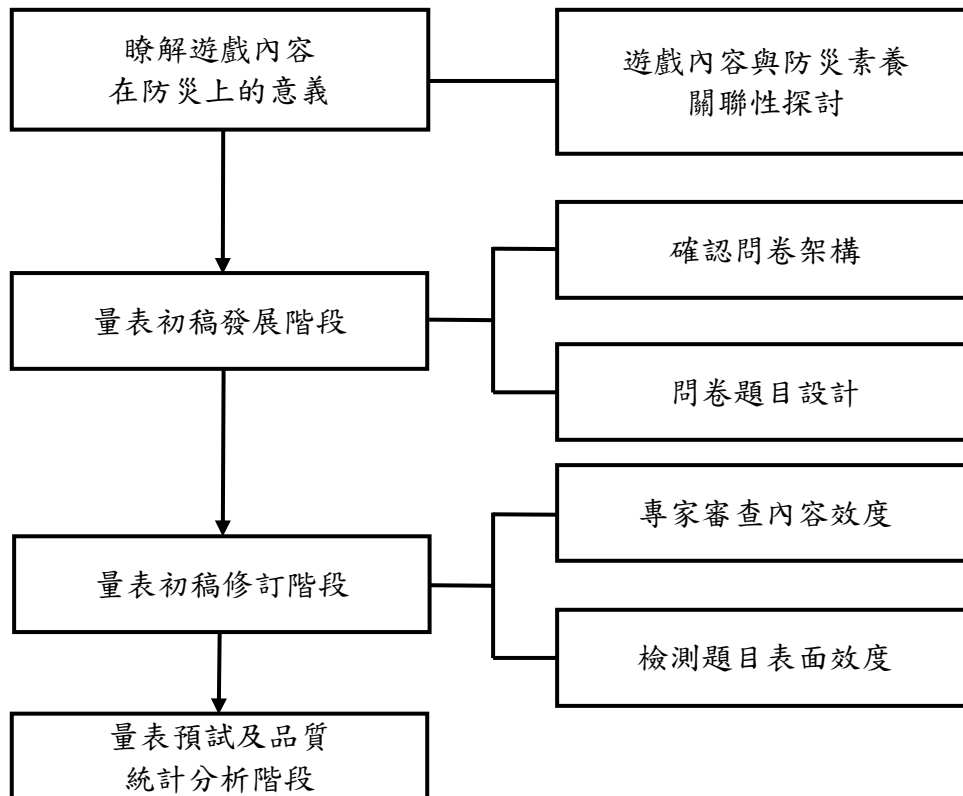 瞭解遊戲內容
在防災上的意義
遊戲內容與防災素養
關聯性探討
量表初稿發展階段
確認問卷架構
問卷題目設計
量表初稿修訂階段
專家審查內容效度
檢測題目表面效度
量表預試及品質
統計分析階段